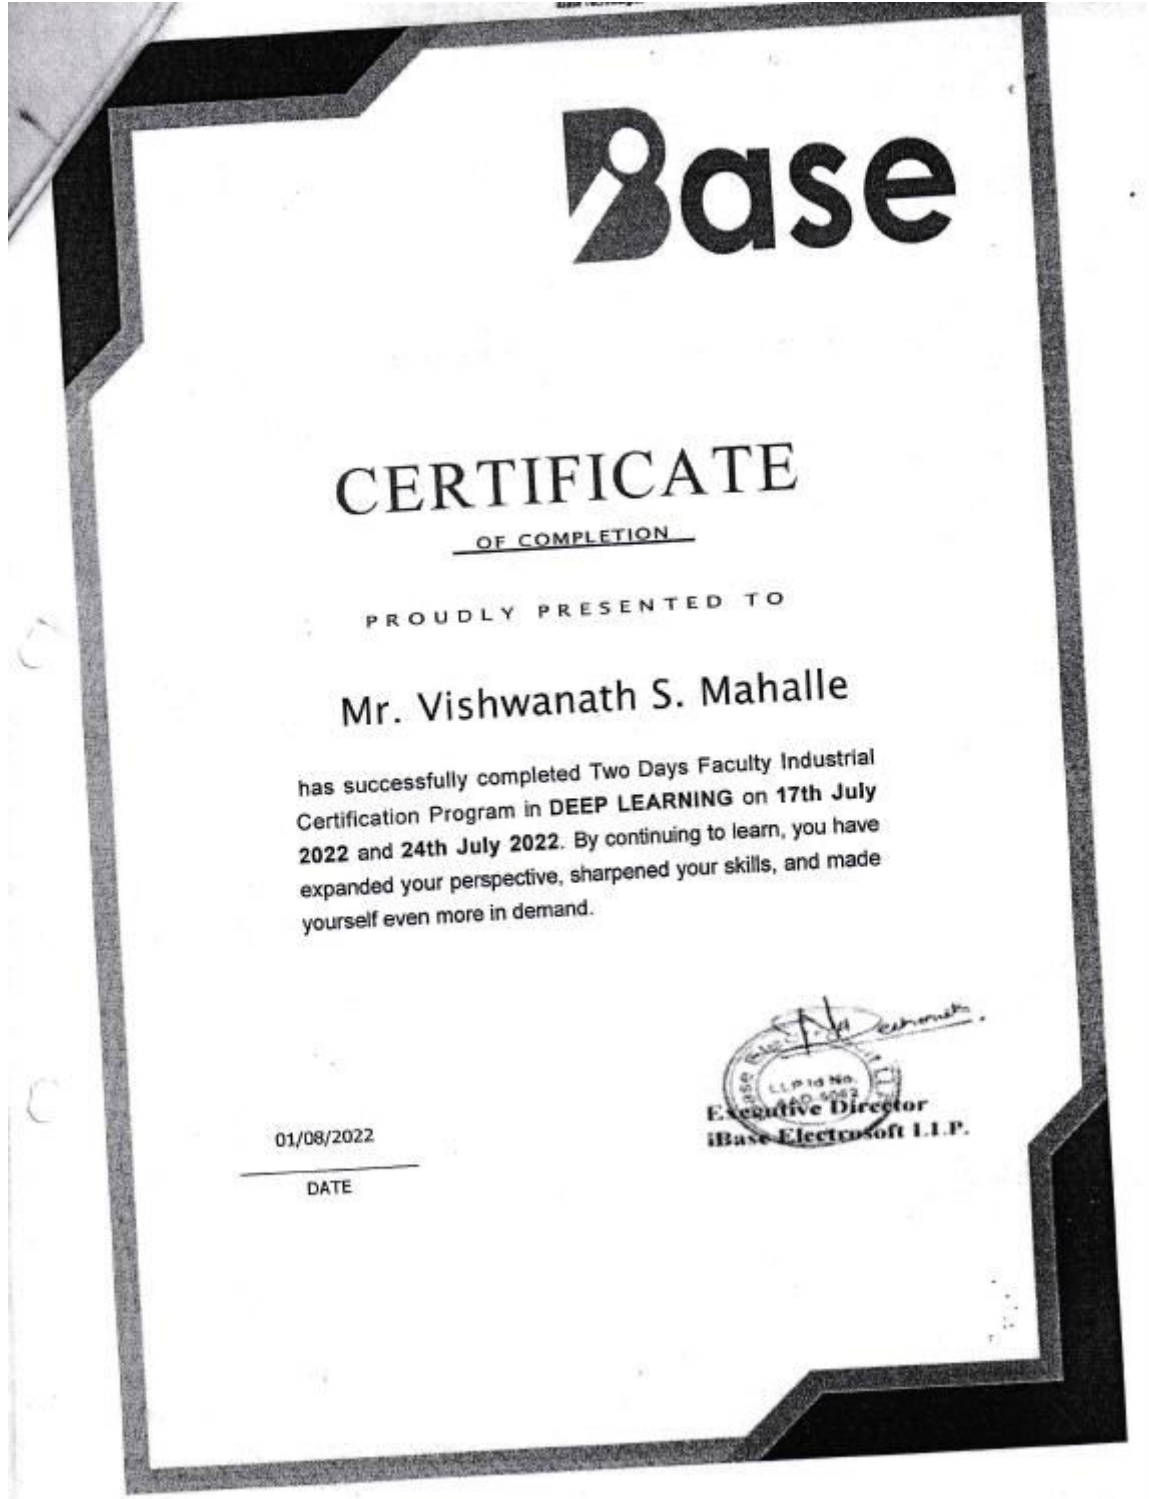 iBase
CERTIFICATE
OF COMPLETION
PROUDLY PRESENTED TO
Mr. Vishwanath S. Mahalle
has successfully completed Two Days Faculty Industrial
Certification Program in DEEP LEARNING on 17th July
2022 and 24th July 2022. By continuing to learn, you have
expanded your perspective, sharpened your skills, and made
yourself even more in demand.
LLP Id No.
Executive Director
iBase Electrosoft L.L.P.
01/08/2022
DATE